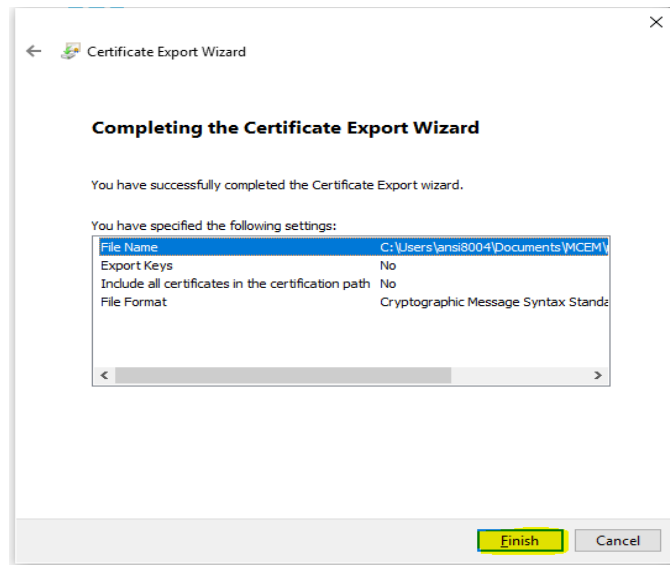 Certificate Export Wizard
Completing the Certificate Export Wizard
You have successfully completed the Certificate Export wizard.
You have specified the following settings:
File Name C:\Users\ansi8004\Documents\MCEM\
Export Keys No
Include all certificates in the certification path No
File Format Cryptographic Message Syntax Standa
Finish Cancel